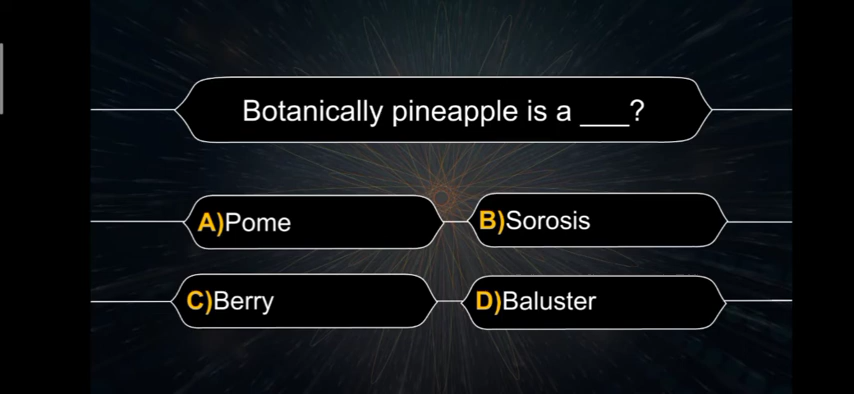 Botanically pineapple is a ___?
A)Pome
B)Sorosis
C)Berry
D)Baluster